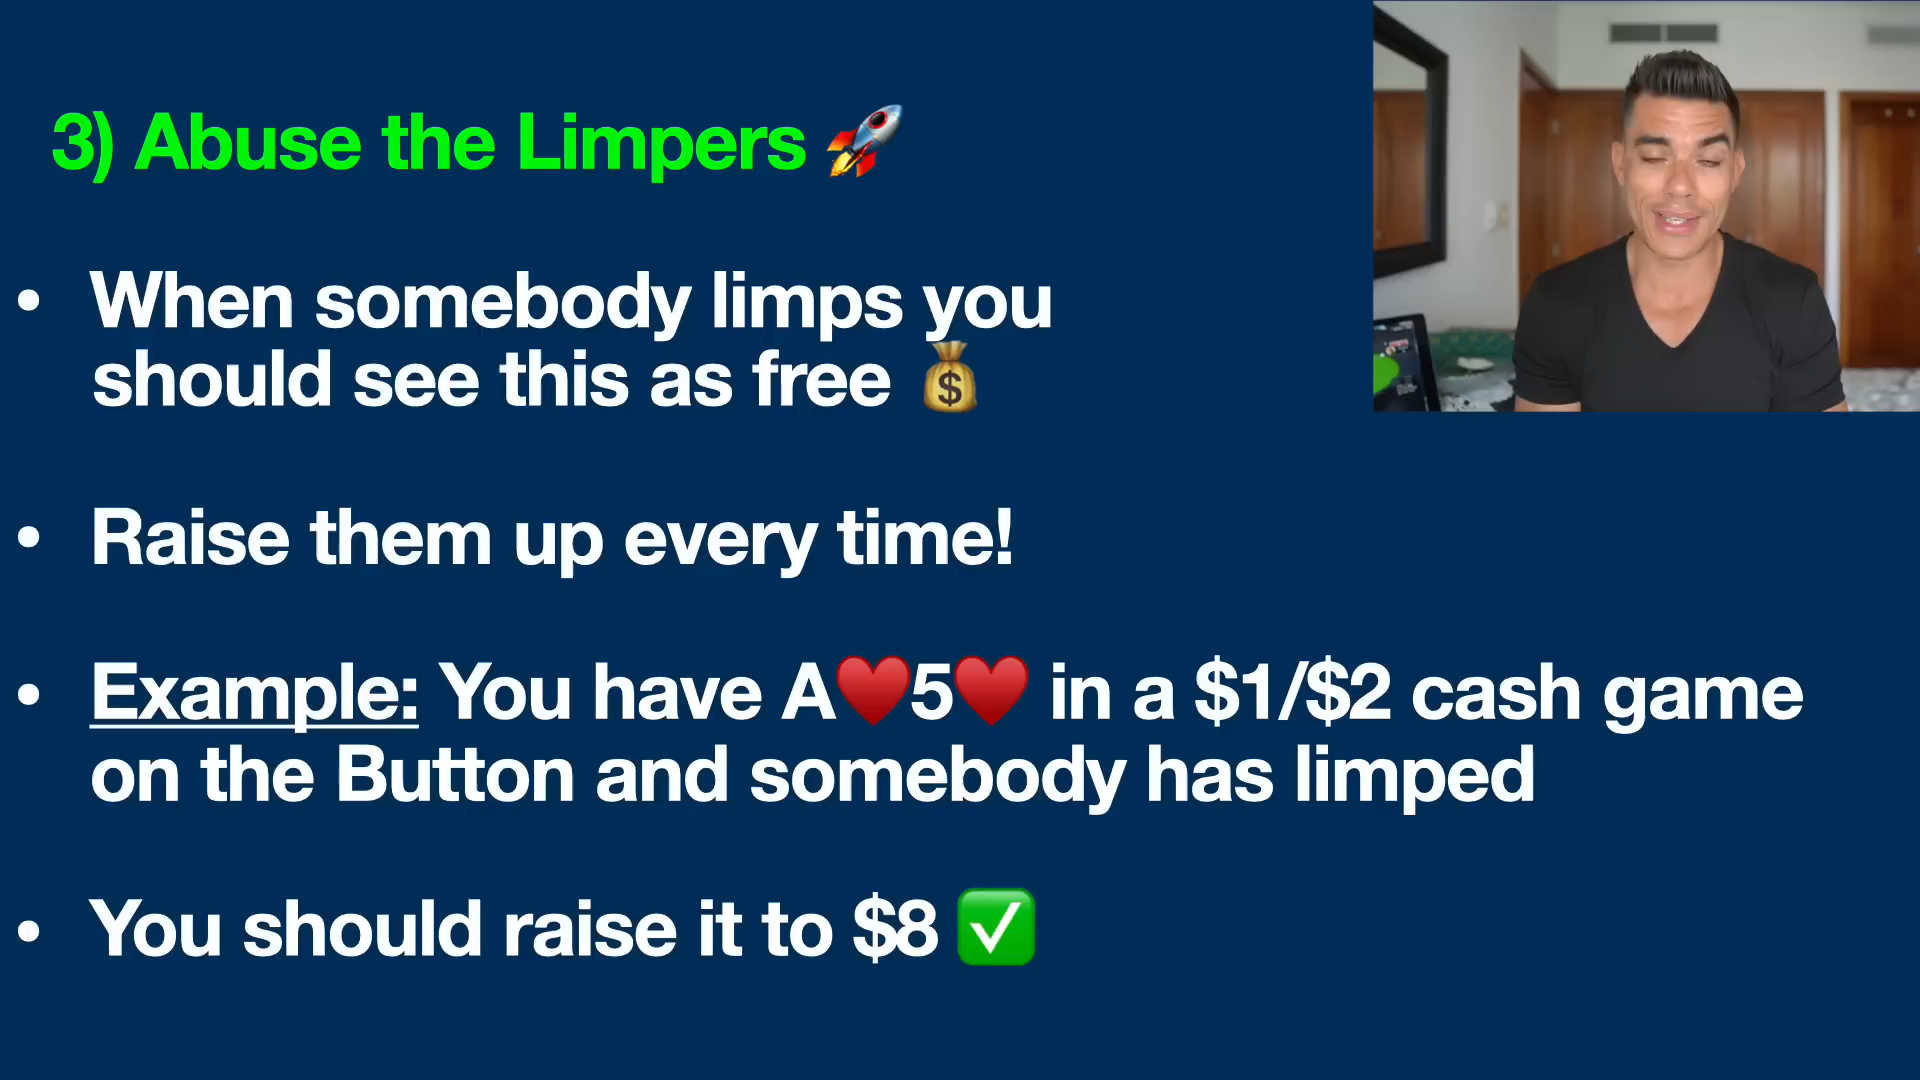 3) Abuse the Limpers 🚀
• When somebody limps you
should see this as free 💰
• Raise them up every time!
• Example: You have A♥️5♥️ in a $1/$2 cash game
on the Button and somebody has limped
• You should raise it to $8 ✅